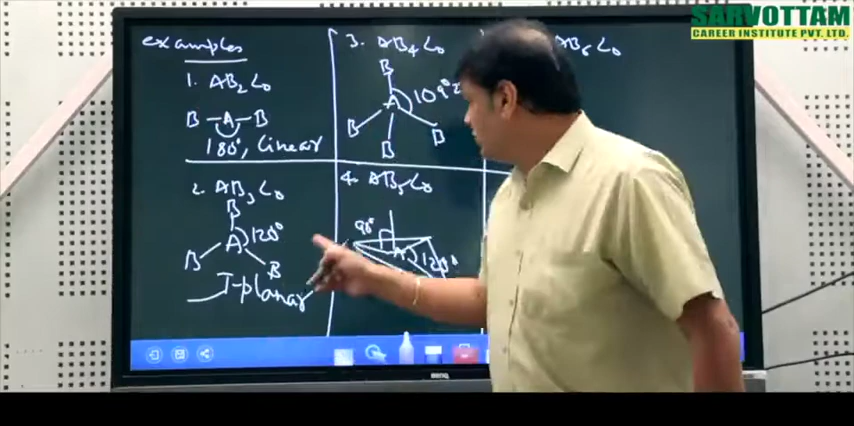 SARVOTTAM
CAREER INSTITUTE PVT. LTD.
examples
1. AB₂L₀
B - A - B
180°, Linear
2. AB₃L₀
B
A 120°
B B
T-planar
3. AB₄L₀
B
A 109°
B B
B
4. AB₅L₀
90°
A 120°
AB₆L₀
BENQ